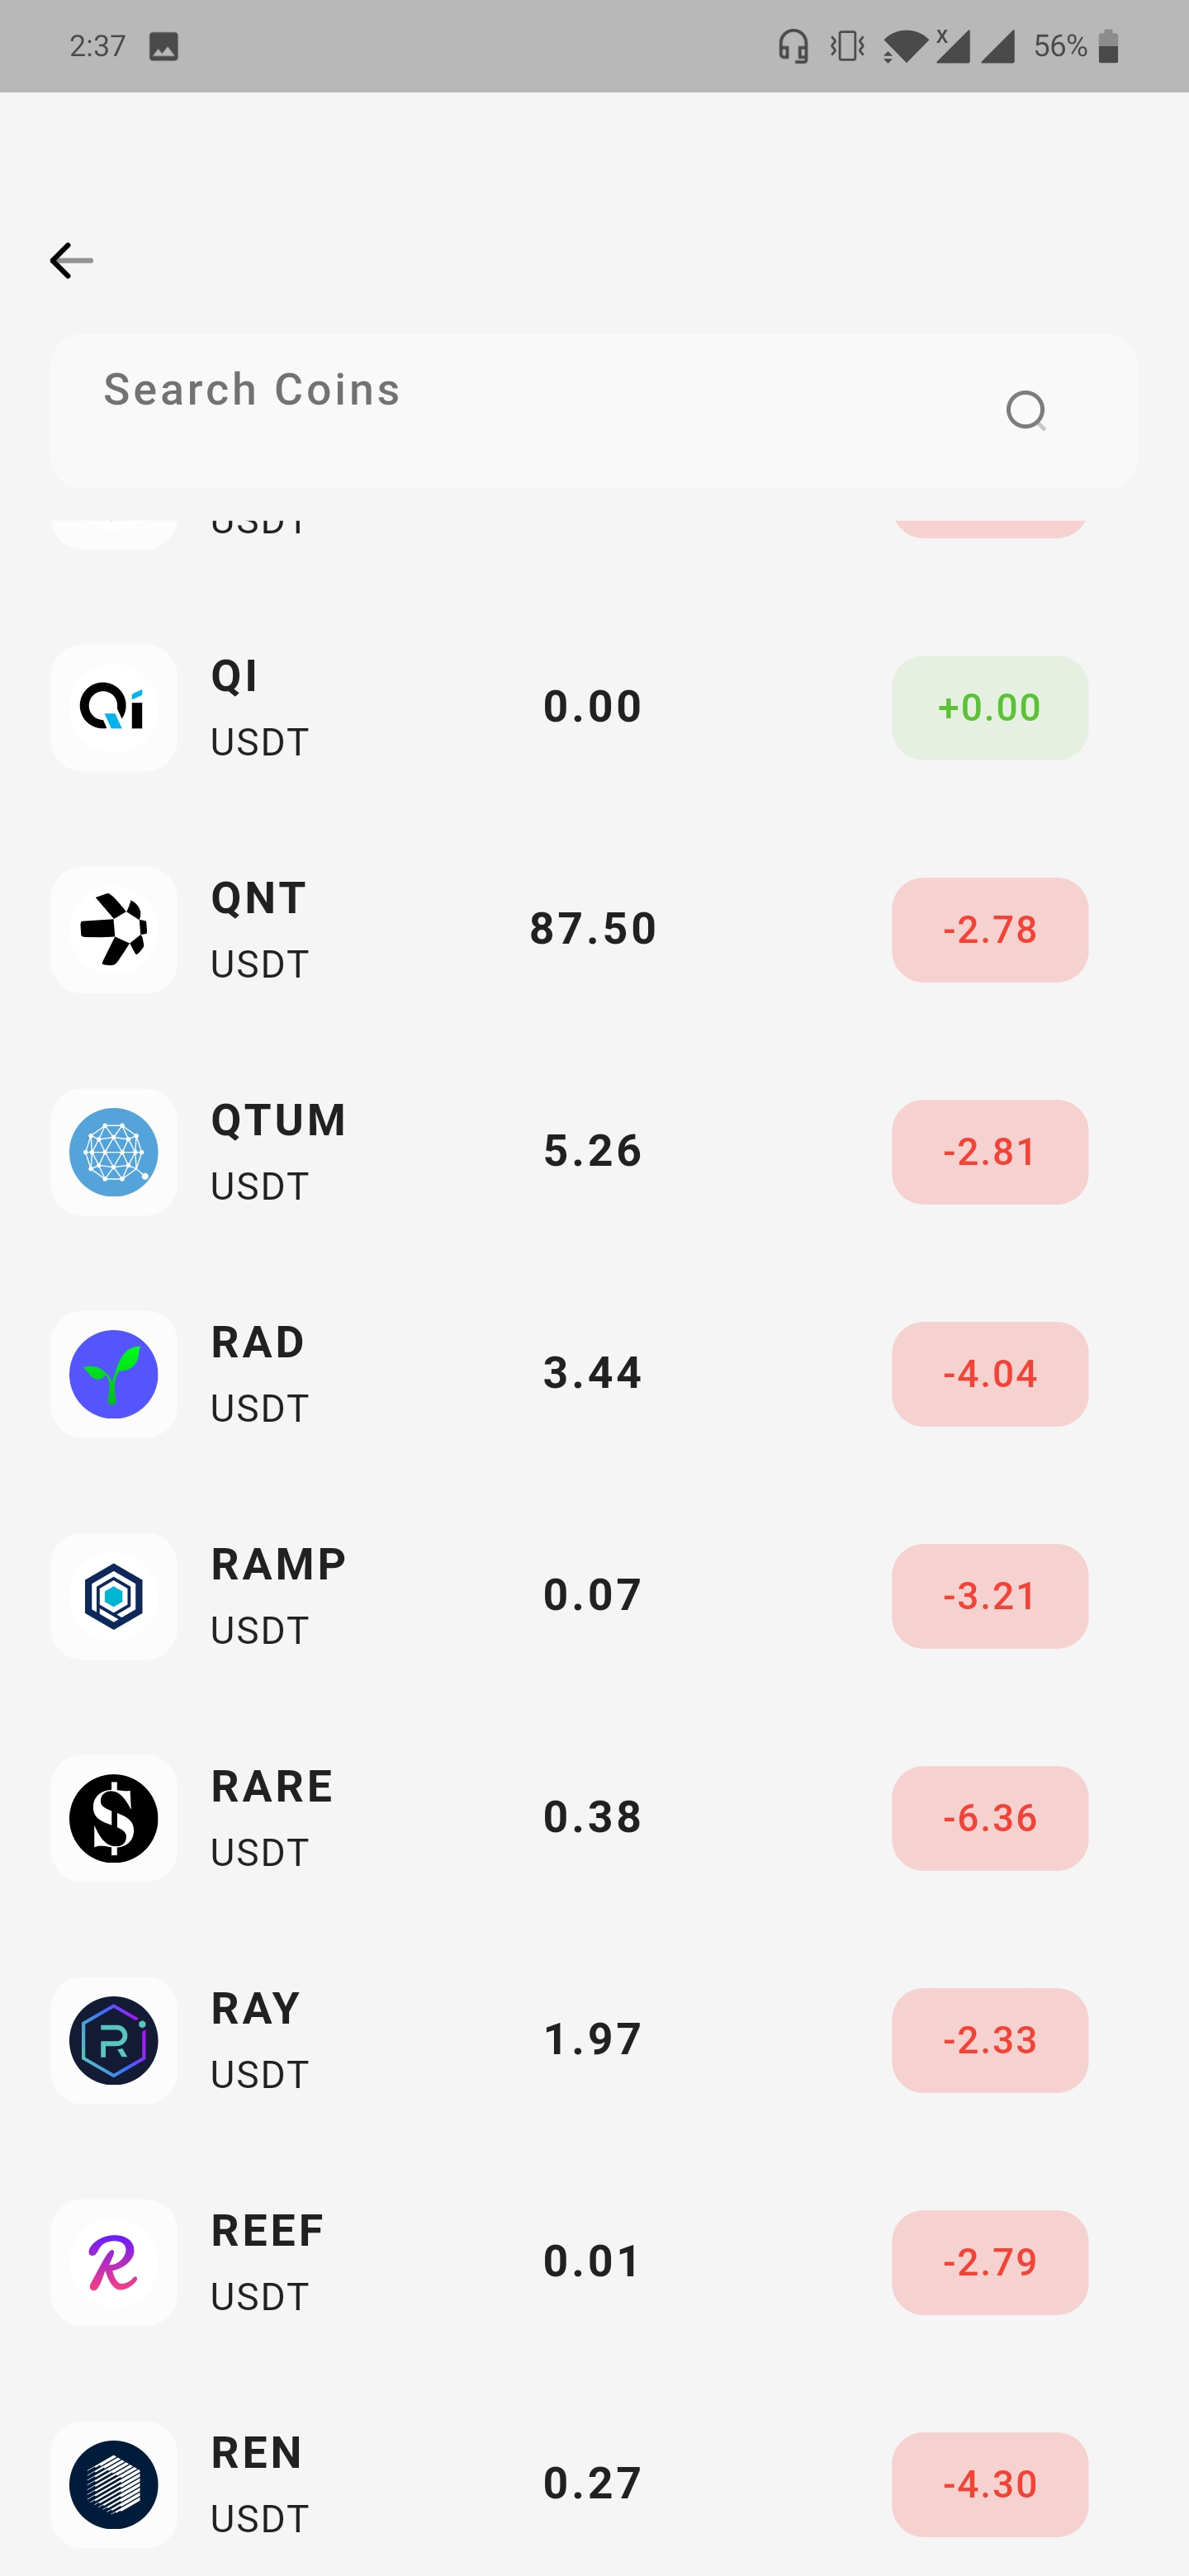 2:37
x
56%
Search Coins
USDT
Qi
QI
0.00
+0.00
USDT
QNT
87.50
-2.78
USDT
QTUM
5.26
-2.81
USDT
RAD
3.44
-4.04
USDT
RAMP
0.07
-3.21
USDT
RARE
0.38
-6.36
USDT
RAY
1.97
-2.33
USDT
REEF
0.01
-2.79
USDT
REN
0.27
-4.30
USDT